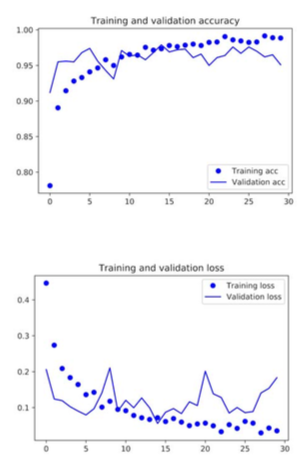 Training and validation accuracy
1.00
0.95
0.90
0.85
0.80
Training acc
Validation acc
0 5 10 15 20 25 30
Training and validation loss
Training loss
Validation loss
0.4
0.3
0.2
0.1
0 5 10 15 20 25 30